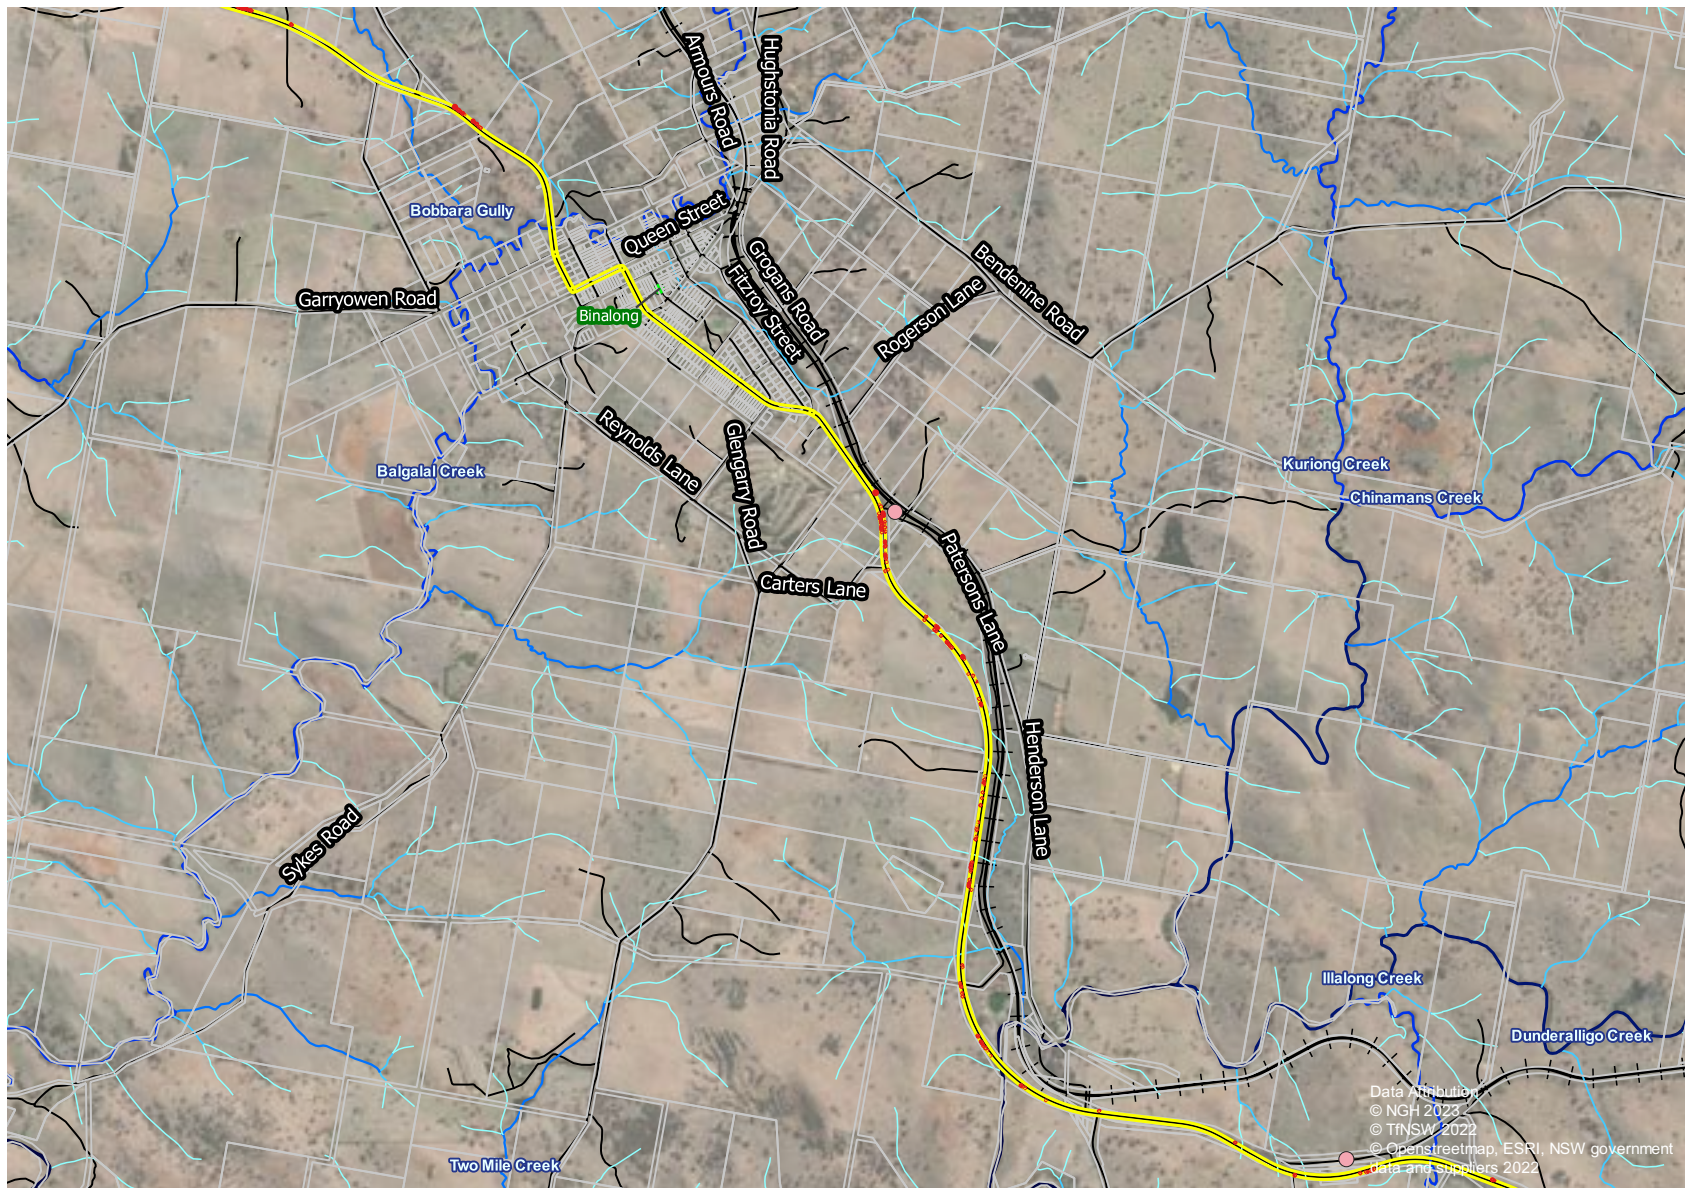 Armours Road
Hughstonia Road
Bobbara Gully
Queen Street
Garryowen Road
Binalong
Grogans Road
Fitzroy Street
Bendenine Road
Rogerson Lane
Reynolds Lane
Glengarry Road
Balgalal Creek
Kuriong Creek
Chinamans Creek
Carters Lane
Patersons Lane
Henderson Lane
Sykes Road
Illalong Creek
Dunderalligo Creek
Two Mile Creek
Data Attribution
© NGH 2023
© TfNSW 2022
© Openstreetmap, ESRI, NSW government
data and suppliers 2022